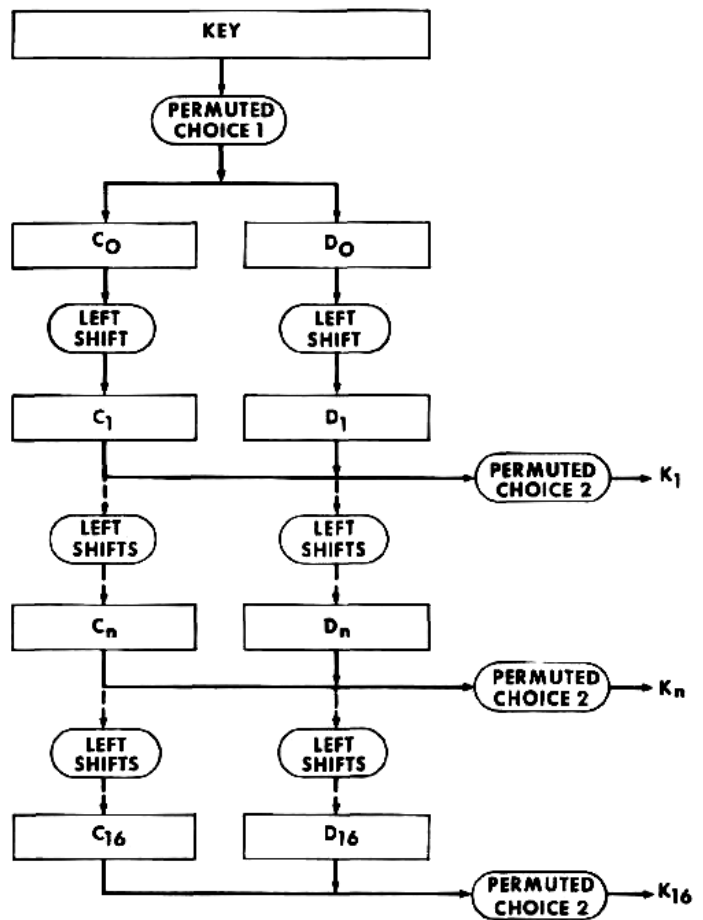 KEY
PERMUTED
CHOICE 1
C0 D0
LEFT LEFT
SHIFT SHIFT
C1 D1
PERMUTED
CHOICE 2 K1
LEFT LEFT
SHIFTS SHIFTS
Cn Dn
PERMUTED
CHOICE 2 Kn
LEFT LEFT
SHIFTS SHIFTS
C16 D16
PERMUTED
CHOICE 2 K16